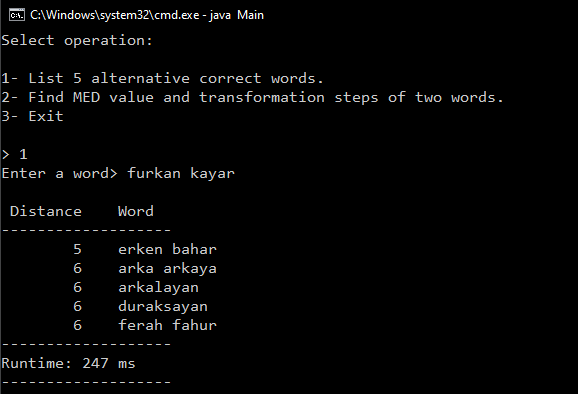 C:\Windows\system32\cmd.exe - java Main
Select operation:
1- List 5 alternative correct words.
2- Find MED value and transformation steps of two words.
3- Exit
> 1
Enter a word> furkan kayar
Distance    Word
-------------------
5    erken bahar
6    arka arkaya
6    arkalayan
6    duraksayan
6    ferah fahur
-------------------
Runtime: 247 ms
-------------------